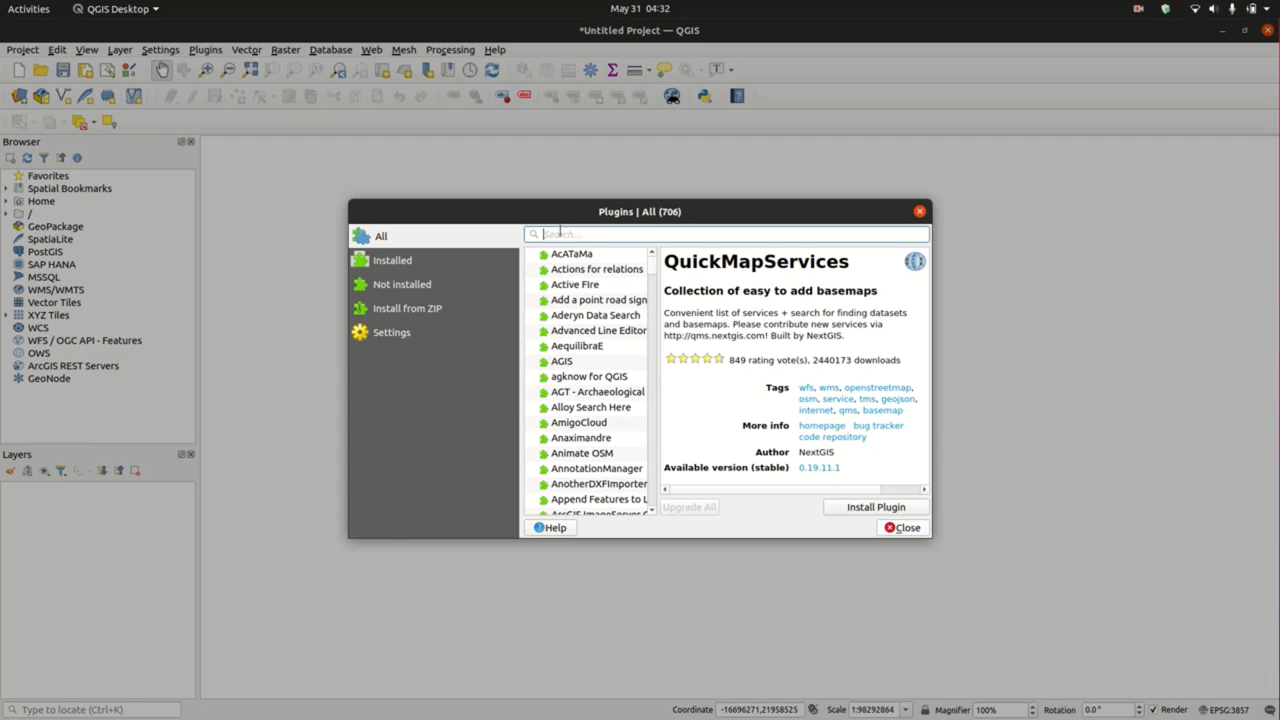 Activities QGIS Desktop May 31 04:32
*Untitled Project — QGIS
Project Edit View Layer Settings Plugins Vector Raster Database Web Mesh Processing Help
Browser
Favorites
Spatial Bookmarks
Home
/
GeoPackage
SpatiaLite
PostGIS
SAP HANA
MSSQL
WMS/WMTS
Vector Tiles
XYZ Tiles
WCS
WFS / OGC API - Features
OWS
ArcGIS REST Servers
GeoNode
Layers
Plugins | All (706)
All
Installed
Not installed
Install from ZIP
Settings
Search...
AcATaMa
Actions for relations
Active FIre
Add a point road sign
Aderyn Data Search
Advanced Line Editor
AequilibraE
AGIS
agknow for QGIS
AGT - Archaeological
Alloy Search Here
AmigoCloud
Anaximandre
Animate OSM
AnnotationManager
AnotherDXFImporter
Append Features to L
ArcGIS ImageServer
QuickMapServices
Collection of easy to add basemaps
Convenient list of services + search for finding datasets
and basemaps. Please contribute new services via
http://qms.nextgis.com! Built by NextGIS.
849 rating vote(s), 2440173 downloads
Tags wfs, wms, openstreetmap,
osm, service, tms, geojson,
internet, qms, basemap
More info homepage bug tracker
code repository
Author NextGIS
Available version (stable) 0.19.11.1
Upgrade All Install Plugin
Help Close
Type to locate (Ctrl+K) Coordinate -16696271,21958525 Scale 1:98292864 Magnifier 100% Rotation 0.0 ° Render EPSG:3857